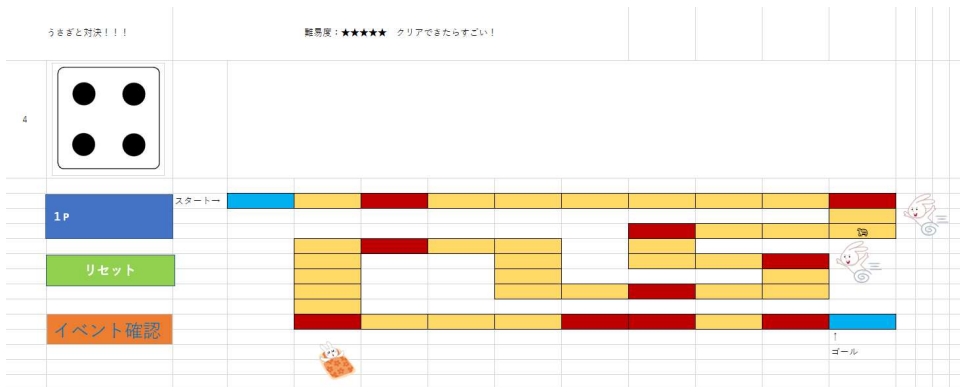 うさぎと対決！！！
難易度：★★★★★ クリアできたらすごい！
4
1P
スタート→
リセット
イベント確認
↑
ゴール